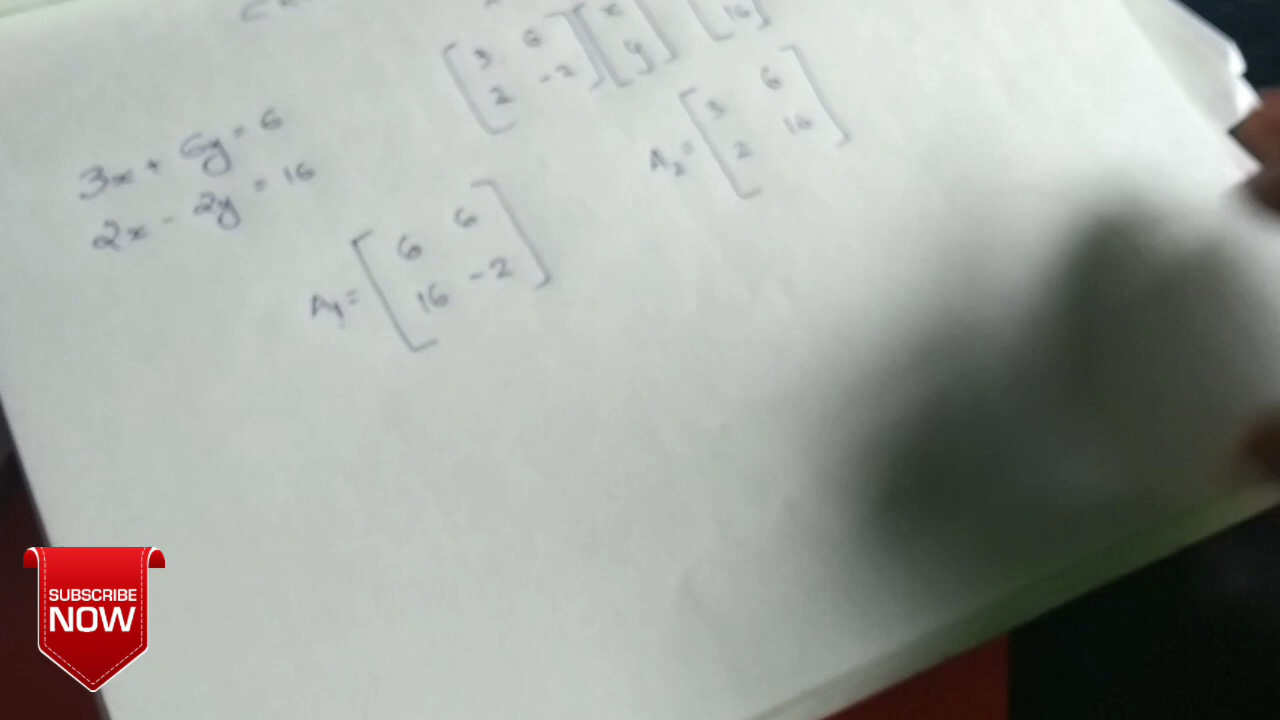 [3 6
2 -2] [x
y] [
16]
3x + 6y = 6
2x - 2y = 16
A₂ = [3 6
2 16]
A₁ = [6 6
16 -2]
SUBSCRIBE
NOW